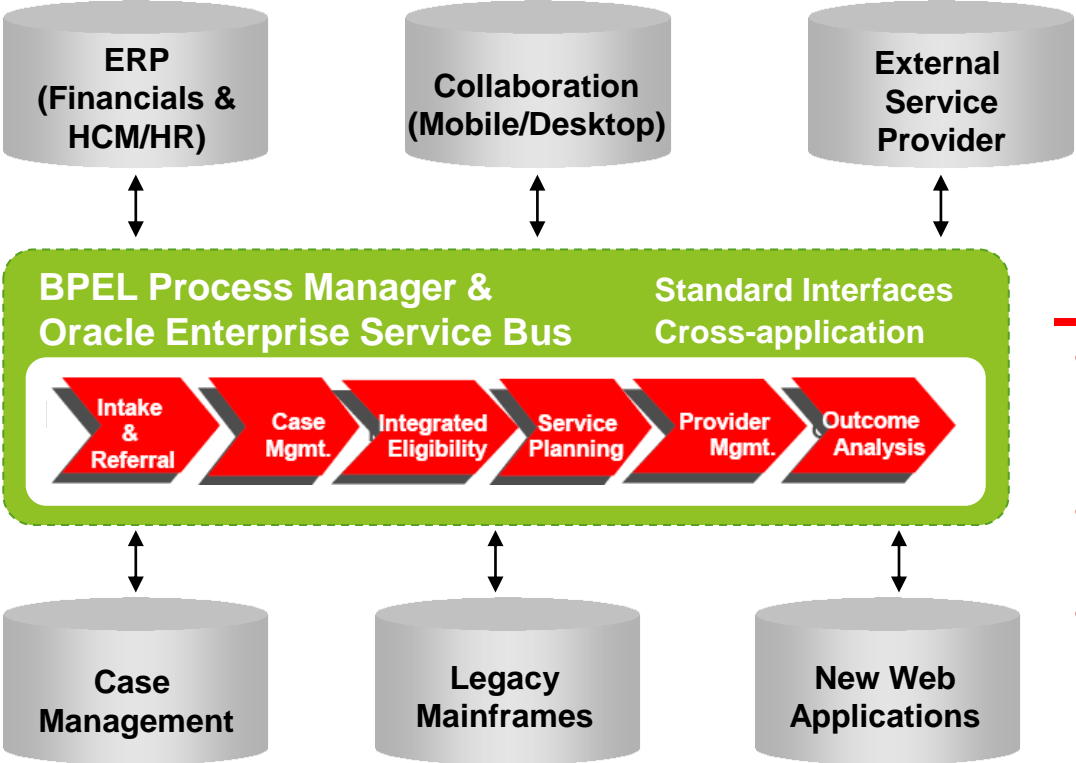 ERP
(Financials &
HCM/HR)
Collaboration
(Mobile/Desktop)
External
Service
Provider
BPEL Process Manager &
Oracle Enterprise Service Bus
Standard Interfaces
Cross-application
Intake
&
Referral
Case
Mgmt.
Integrated
Eligibility
Service
Planning
Provider
Mgmt.
Outcome
Analysis
Case
Management
Legacy
Mainframes
New Web
Applications